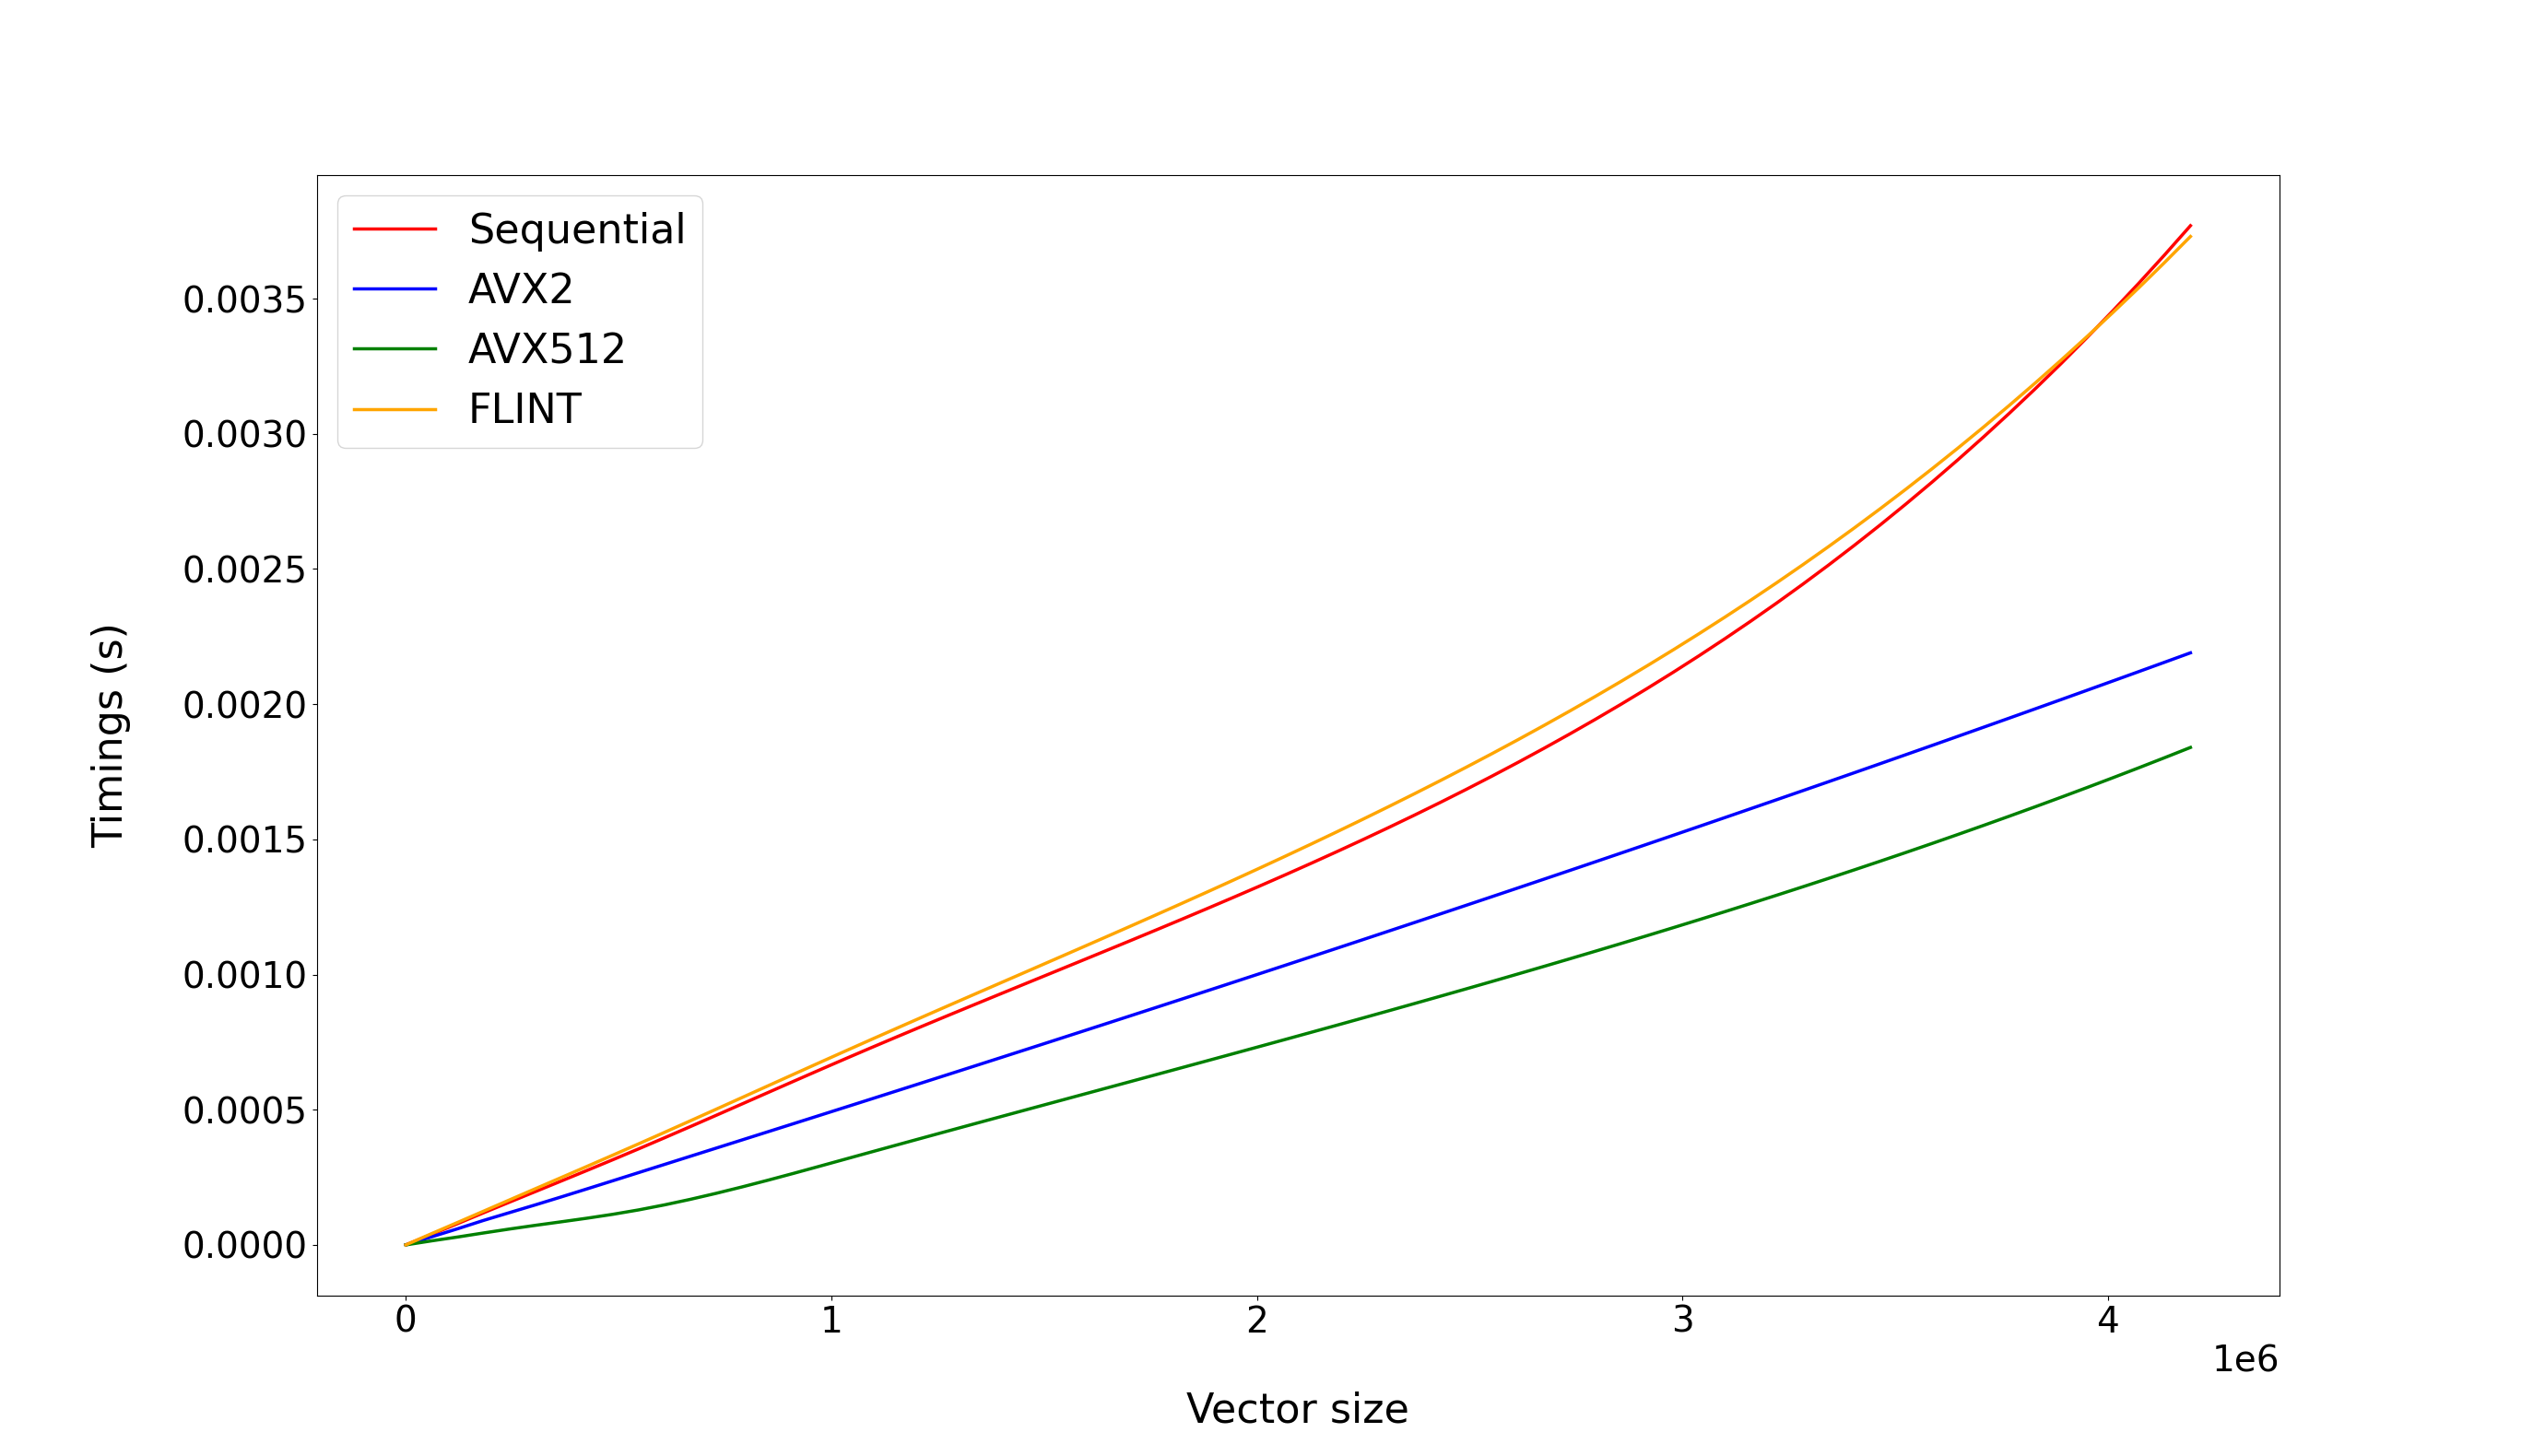 Sequential
AVX2
AVX512
FLINT
0.0035
0.0030
0.0025
0.0020
0.0015
0.0010
0.0005
0.0000
Timings (s)
0 1 2 3 4
1e6
Vector size